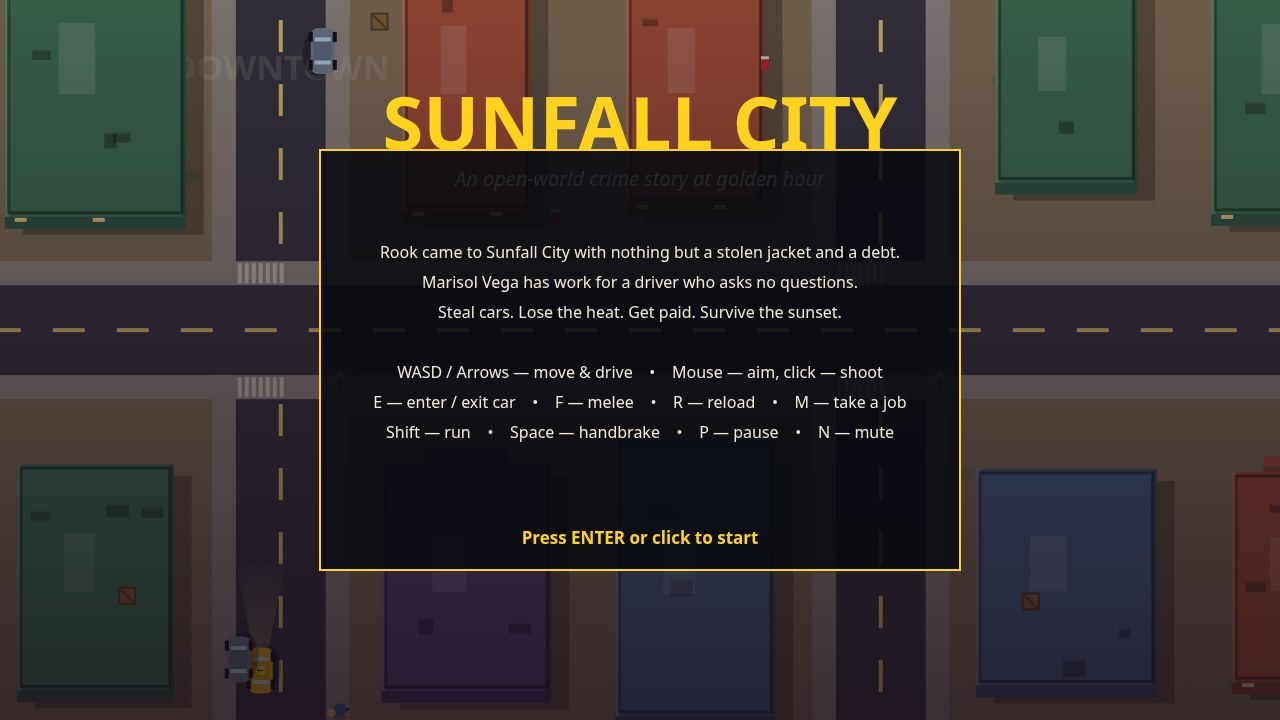 DOWNTOWN
SUNFALL CITY
An open-world crime story at golden hour
Rook came to Sunfall City with nothing but a stolen jacket and a debt.
Marisol Vega has work for a driver who asks no questions.
Steal cars. Lose the heat. Get paid. Survive the sunset.
WASD / Arrows — move & drive • Mouse — aim, click — shoot
E — enter / exit car • F — melee • R — reload • M — take a job
Shift — run • Space — handbrake • P — pause • N — mute
Press ENTER or click to start